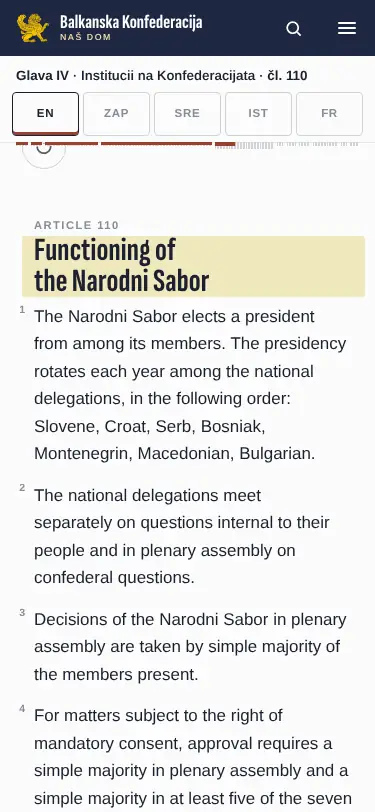 Balkanska Konfederacija
NAŠ DOM
Glava IV · Institucii na Konfederacijata · čl. 110
EN
ZAP
SRE
IST
FR
ARTICLE 110
Functioning of
the Narodni Sabor
1 The Narodni Sabor elects a president
from among its members. The presidency
rotates each year among the national
delegations, in the following order:
Slovene, Croat, Serb, Bosniak,
Montenegrin, Macedonian, Bulgarian.
2 The national delegations meet
separately on questions internal to their
people and in plenary assembly on
confederal questions.
3 Decisions of the Narodni Sabor in plenary
assembly are taken by simple majority of
the members present.
4 For matters subject to the right of
mandatory consent, approval requires a
simple majority in plenary assembly and a
simple majority in at least five of the seven